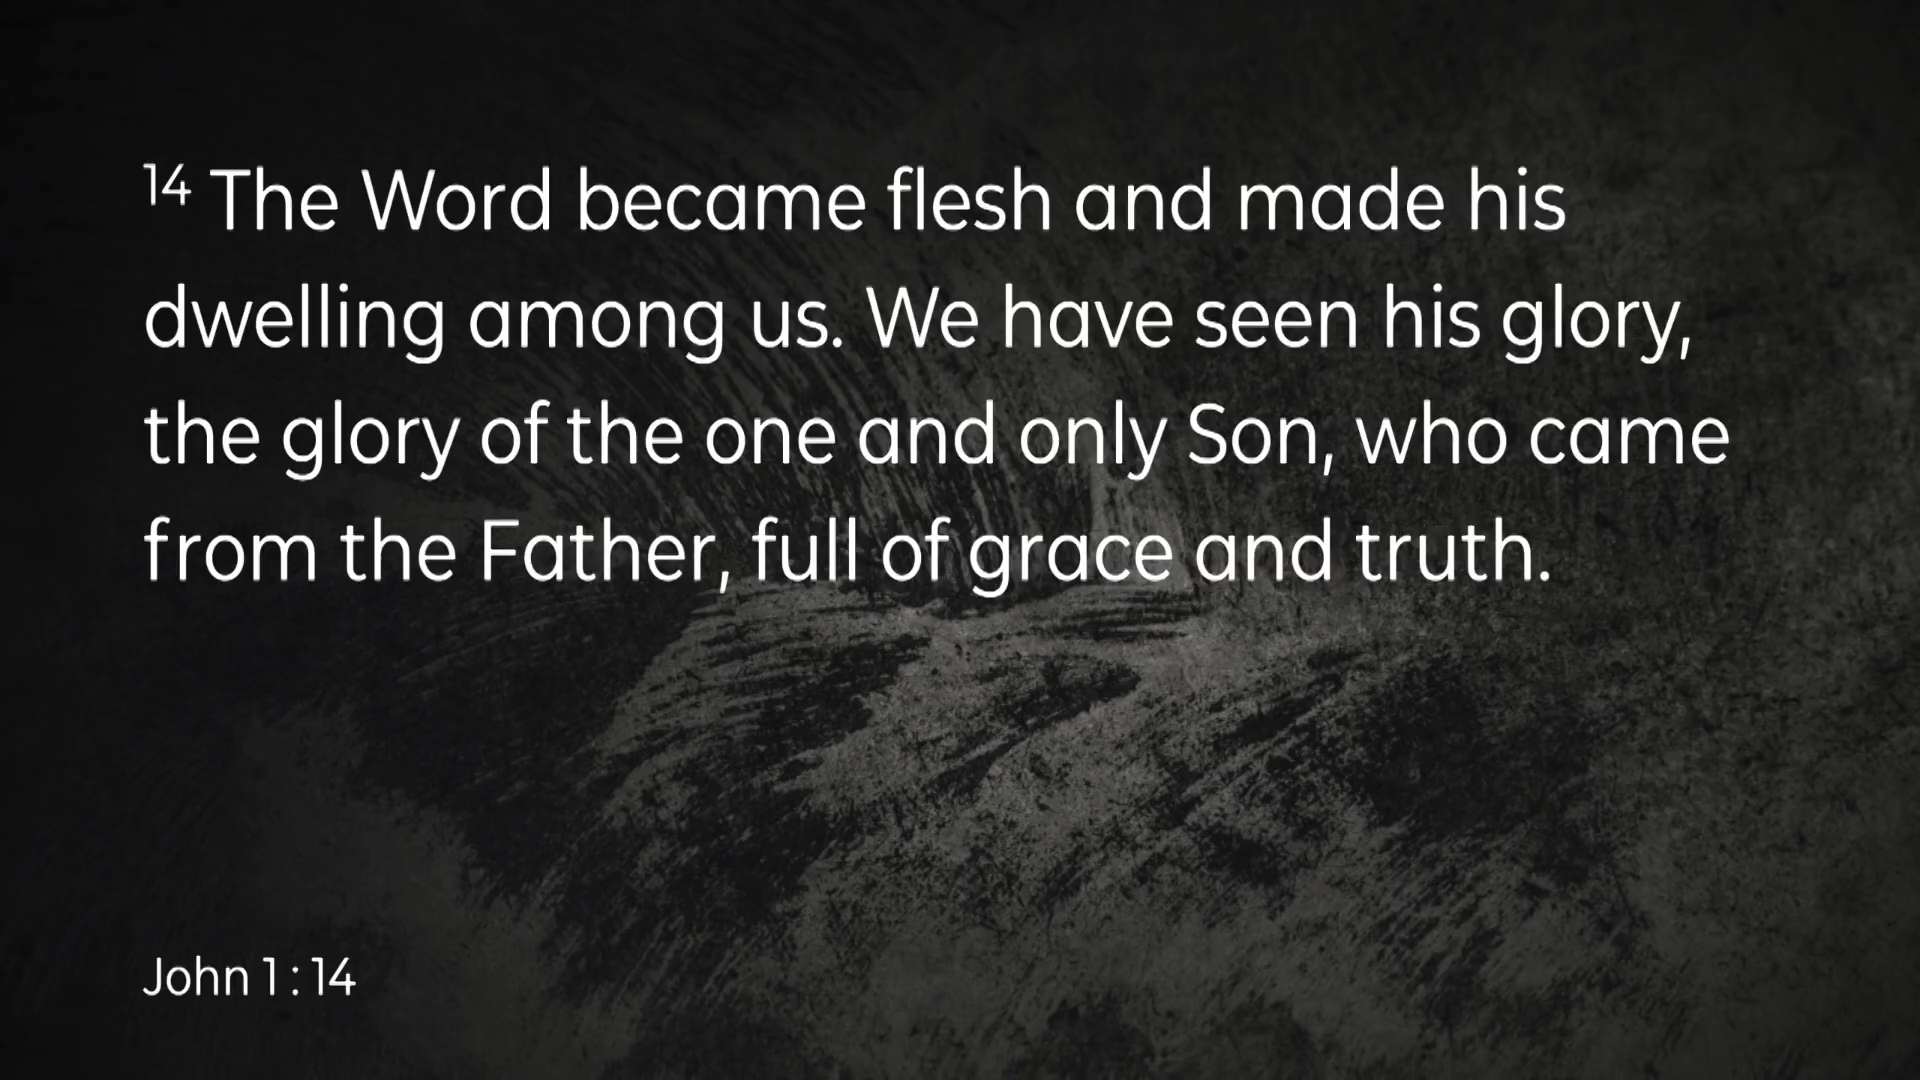 14 The Word became flesh and made his
dwelling among us. We have seen his glory,
the glory of the one and only Son, who came
from the Father, full of grace and truth.
John 1 : 14